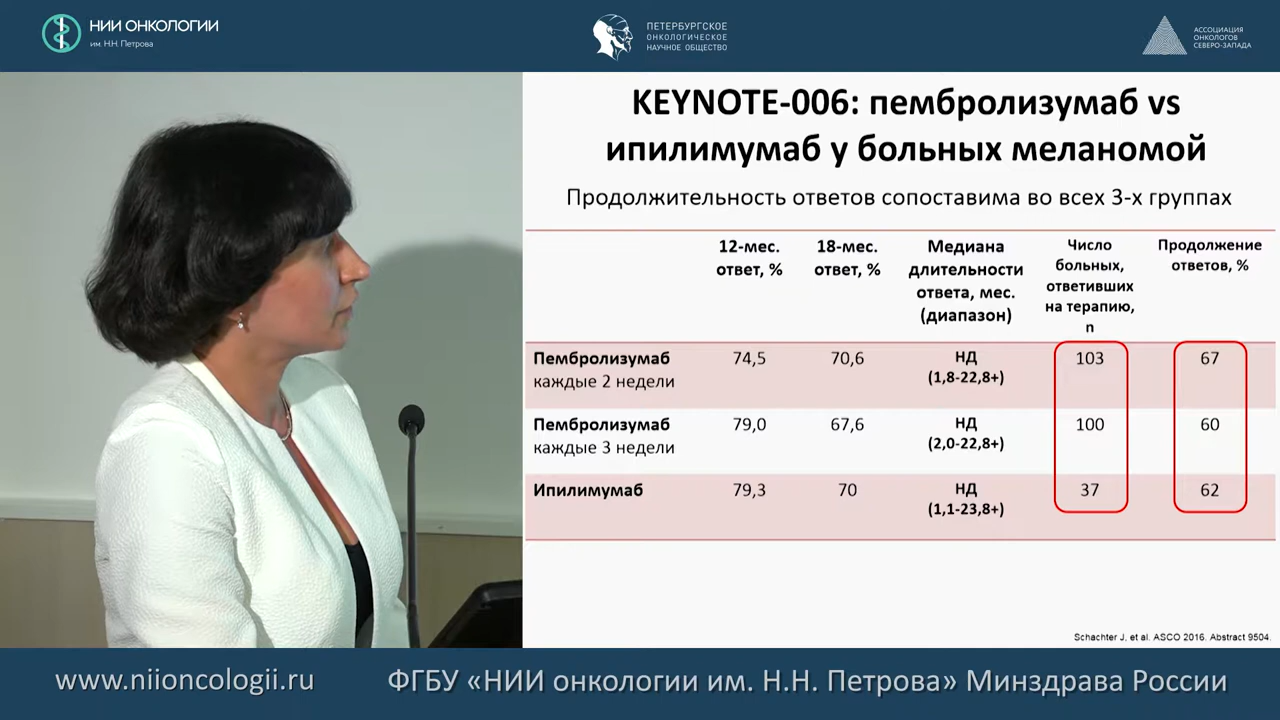 НИИ ОНКОЛОГИИ
им. Н.Н. Петрова
ПЕТЕРБУРГСКОЕ
ОНКОЛОГИЧЕСКОЕ
НАУЧНОЕ ОБЩЕСТВО
АССОЦИАЦИЯ
ОНКОЛОГОВ
СЕВЕРО-ЗАПАДА
KEYNOTE-006: пембролизумаб vs
ипилимумаб у больных меланомой
Продолжительность ответов сопоставима во всех 3-х группах
12-мес. ответ, %
18-мес. ответ, %
Медиана длительности ответа, мес. (диапазон)
Число больных, ответивших на терапию, n
Продолжение ответов, %
Пембролизумаб каждые 2 недели 74,5 70,6 НД (1,8-22,8+) 103 67
Пембролизумаб каждые 3 недели 79,0 67,6 НД (2,0-22,8+) 100 60
Ипилимумаб 79,3 70 НД (1,1-23,8+) 37 62
Schachter J, et al. ASCO 2016. Abstract 9504.
www.niioncologii.ru
ФГБУ «НИИ онкологии им. Н.Н. Петрова» Минздрава России